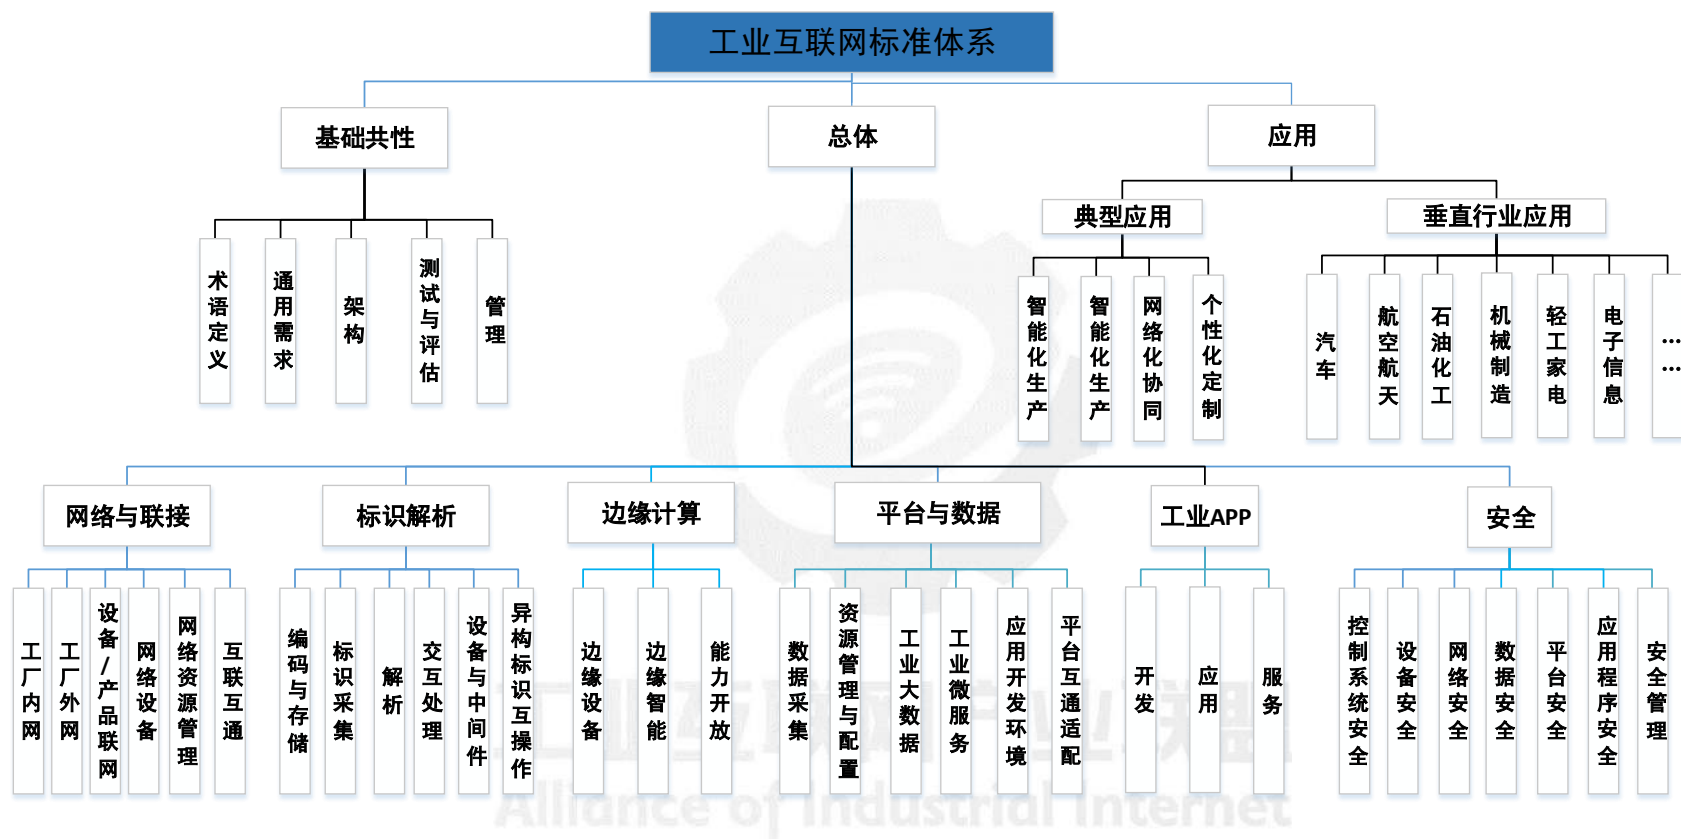 工业互联网标准体系
基础共性
总体
应用
典型应用
垂直行业应用
术语定义
通用需求
架构
测试与评估
管理
智能化生产
智能化生产
网络化协同
个性化定制
汽车
航空航天
石油化工
机械制造
轻工家电
电子信息
……
网络与联接
标识解析
边缘计算
平台与数据
工业APP
安全
工厂内网
工厂外网
设备/产品联网
网络设备
网络资源管理
互联互通
编码与存储
标识采集
解析
交互处理
设备与中间件
异构标识互操作
边缘设备
边缘智能
能力开放
数据采集
资源管理与配置
工业大数据
工业微服务
应用开发环境
平台互通适配
开发
应用
服务
控制系统安全
设备安全
网络安全
数据安全
平台安全
应用程序安全
安全管理
工业互联网产业联盟
Alliance of Industrial Internet